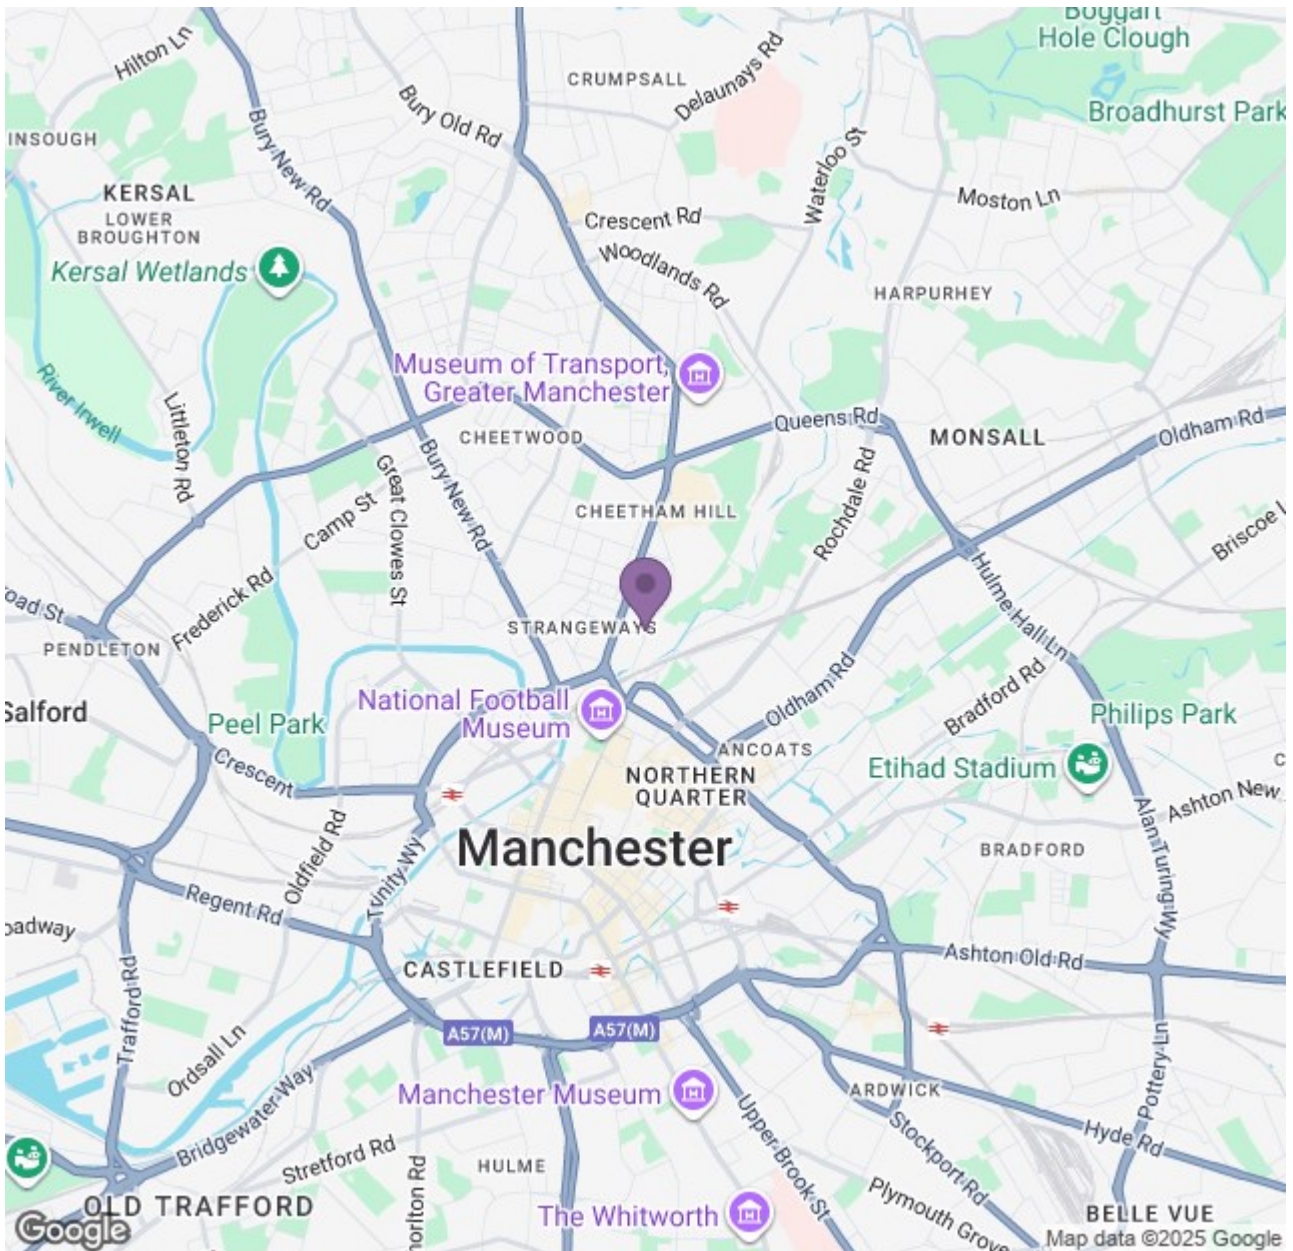 Boggart
Hole Clough
Hilton Ln
CRUMPSALL
Delaunays Rd
Bury Old Rd
Broadhurst Park
INSOUGH
Bury New Rd
Waterloo St
KERSAL
LOWER
BROUGHTON
Moston Ln
Crescent Rd
Kersal Wetlands
Woodlands Rd
HARPURHEY
River Irwell
Museum of Transport,
Greater Manchester
Littleton Rd
Queens Rd
CHEETWOOD
MONSALL
Oldham Rd
Great Clowes St
Bury New Rd
Camp St
CHEETHAM HILL
Rochdale Rd
Briscoe L
Frederick Rd
oad St
Hulme Hall Ln
STRANGEWAYS
PENDLETON
National Football
Museum
Oldham Rd
Bradford Rd
Salford
Peel Park
Philips Park
ANCOATS
Crescent
NORTHERN
QUARTER
Etihad Stadium
C
Ashton New
Manchester
Oldfield Rd
Trinity Wy
BRADFORD
Alan Turing Wy
Regent Rd
oadway
Ashton Old Rd
CASTLEFIELD
Trafford Rd
A57(M)
A57(M)
Ordsall Ln
Pottery Ln
Manchester Museum
ARDWICK
Bridgewater Way
Upper Brook St
Stockport Rd
Hyde Rd
Stretford Rd
HULME
horlton Rd
Plymouth Grove
OLD TRAFFORD
The Whitworth
BELLE VUE
Google
Map data ©2025 Google